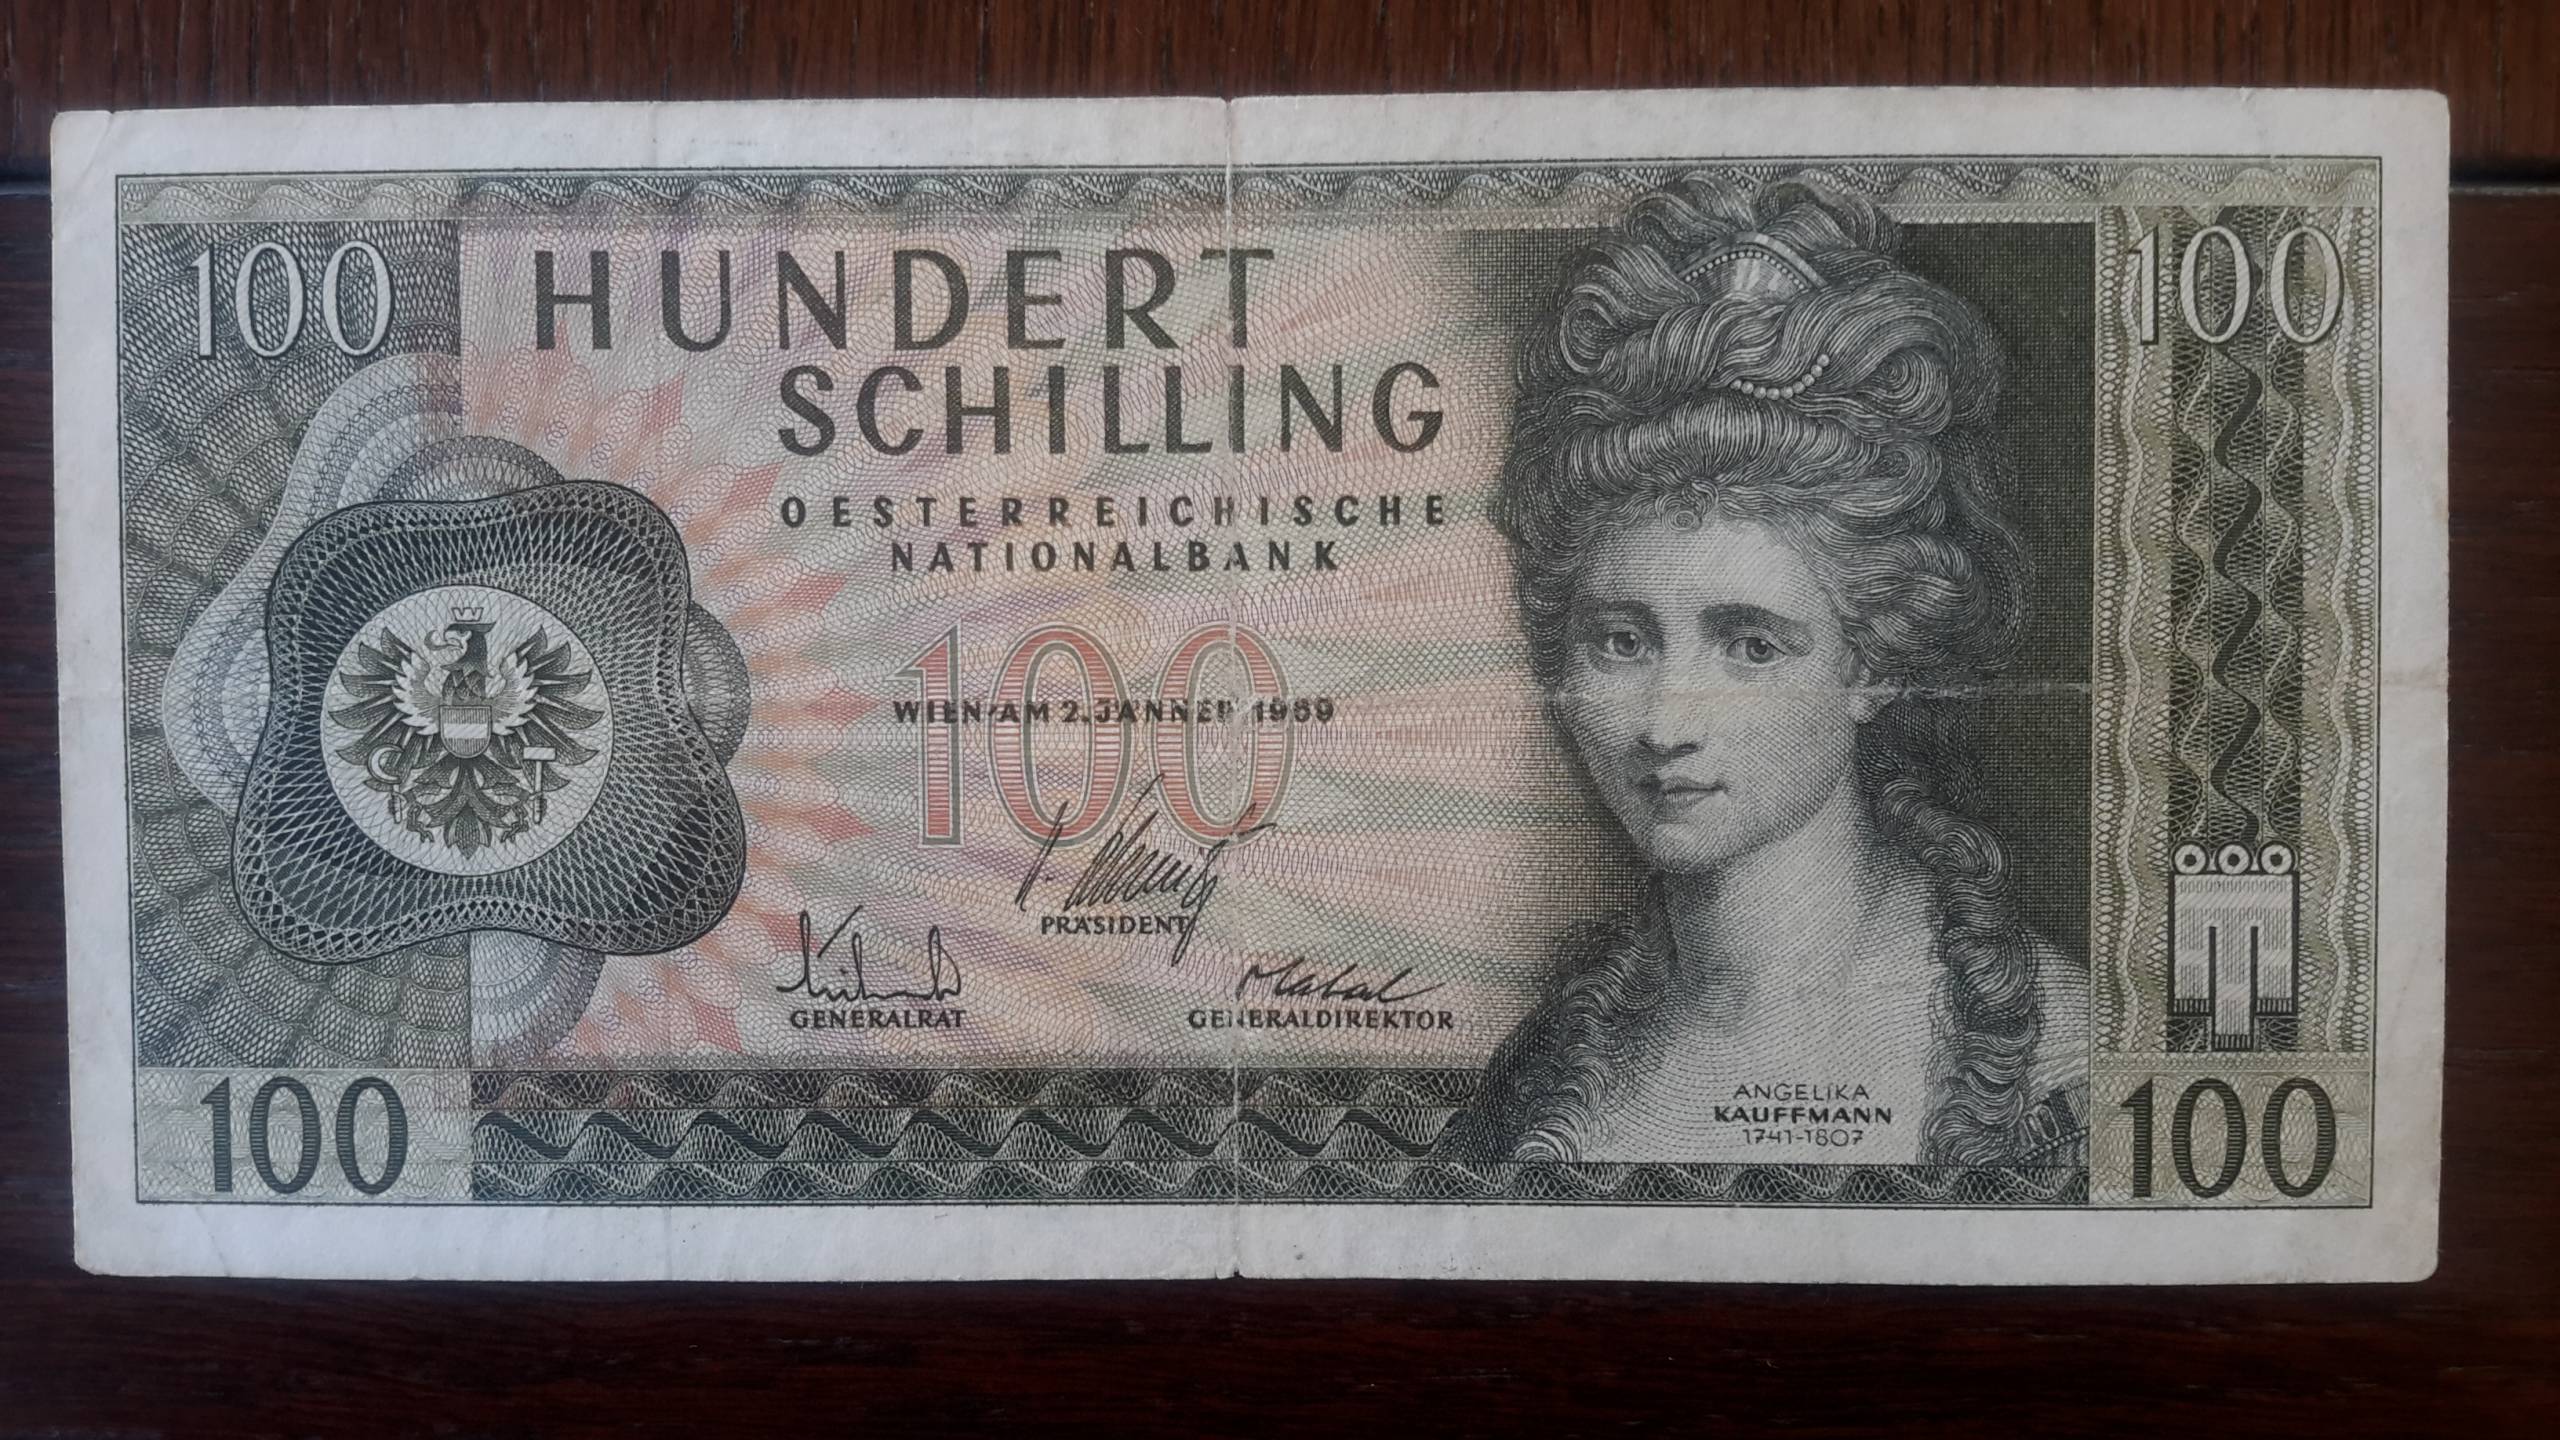 100
HUNDERT
100
SCHILLING
OESTERREICHISCHE
NATIONALBANK
100
WIEN·AM 2. JÄNNER 1969
PRÄSIDENT
GENERALRAT
GENERALDIREKTOR
ANGELIKA
KAUFFMANN
1741-1807
100
100